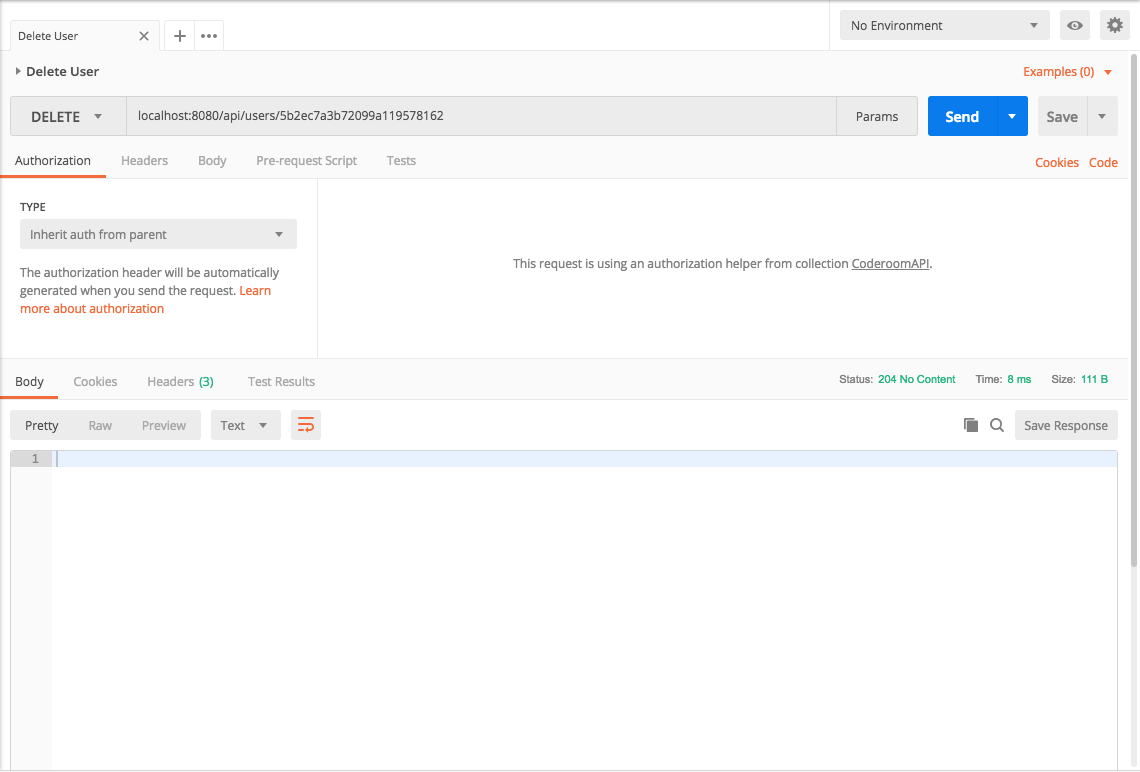 Delete User
No Environment
Delete User
Examples (0)
DELETE
localhost:8080/api/users/5b2ec7a3b72099a119578162
Params
Send
Save
Authorization
Headers
Body
Pre-request Script
Tests
Cookies
Code
TYPE
Inherit auth from parent
The authorization header will be automatically
generated when you send the request. Learn
more about authorization
This request is using an authorization helper from collection CoderoomAPI.
Body
Cookies
Headers (3)
Test Results
Status: 204 No Content
Time: 8 ms
Size: 111 B
Pretty
Raw
Preview
Text
Save Response
1